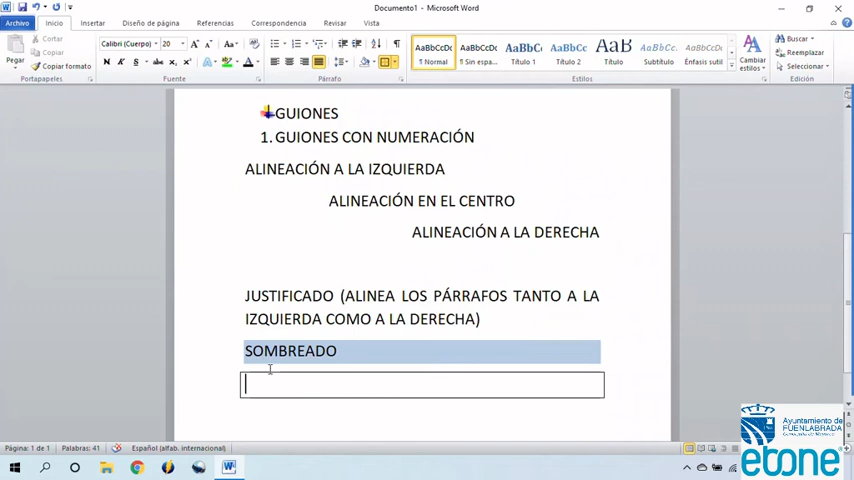 Documento1 - Microsoft Word
Archivo Inicio Insertar Diseño de página Referencias Correspondencia Revisar Vista
Pegar
Cortar
Copiar
Copiar formato
Portapapeles
Calibri (Cuerpo) 20
Fuente
Párrafo
AaBbCcDc AaBbCcDc AaBbC AaBbCc AaB AaBbCc. AaBbCcDc
¶ Normal ¶ Sin espa... Título 1 Título 2 Título Subtítulo Énfasis sutil
Estilos
Cambiar estilos
Buscar
Reemplazar
Seleccionar
Edición
GUIONES
1. GUIONES CON NUMERACIÓN
ALINEACIÓN A LA IZQUIERDA
ALINEACIÓN EN EL CENTRO
ALINEACIÓN A LA DERECHA
JUSTIFICADO (ALINEA LOS PÁRRAFOS TANTO A LA
IZQUIERDA COMO A LA DERECHA)
SOMBREADO
Página: 1 de 1 Palabras: 41 Español (alfab. internacional)
Ayuntamiento de
FUENLABRADA
etone